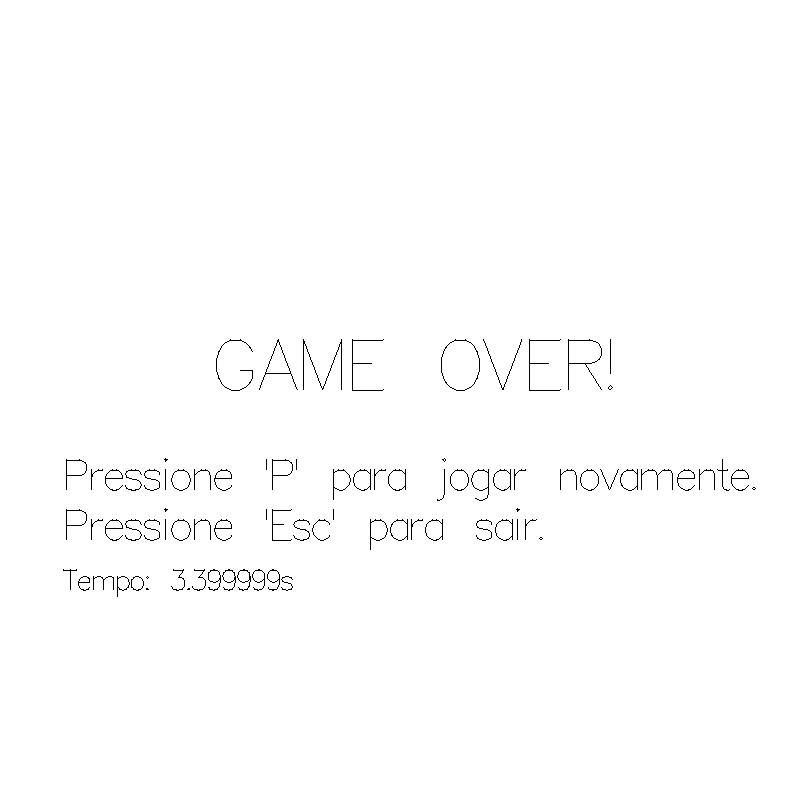 GAME OVER!
Pressione 'P' para jogar novamente.
Pressione 'Esc' para sair.
Tempo: 3.399999s